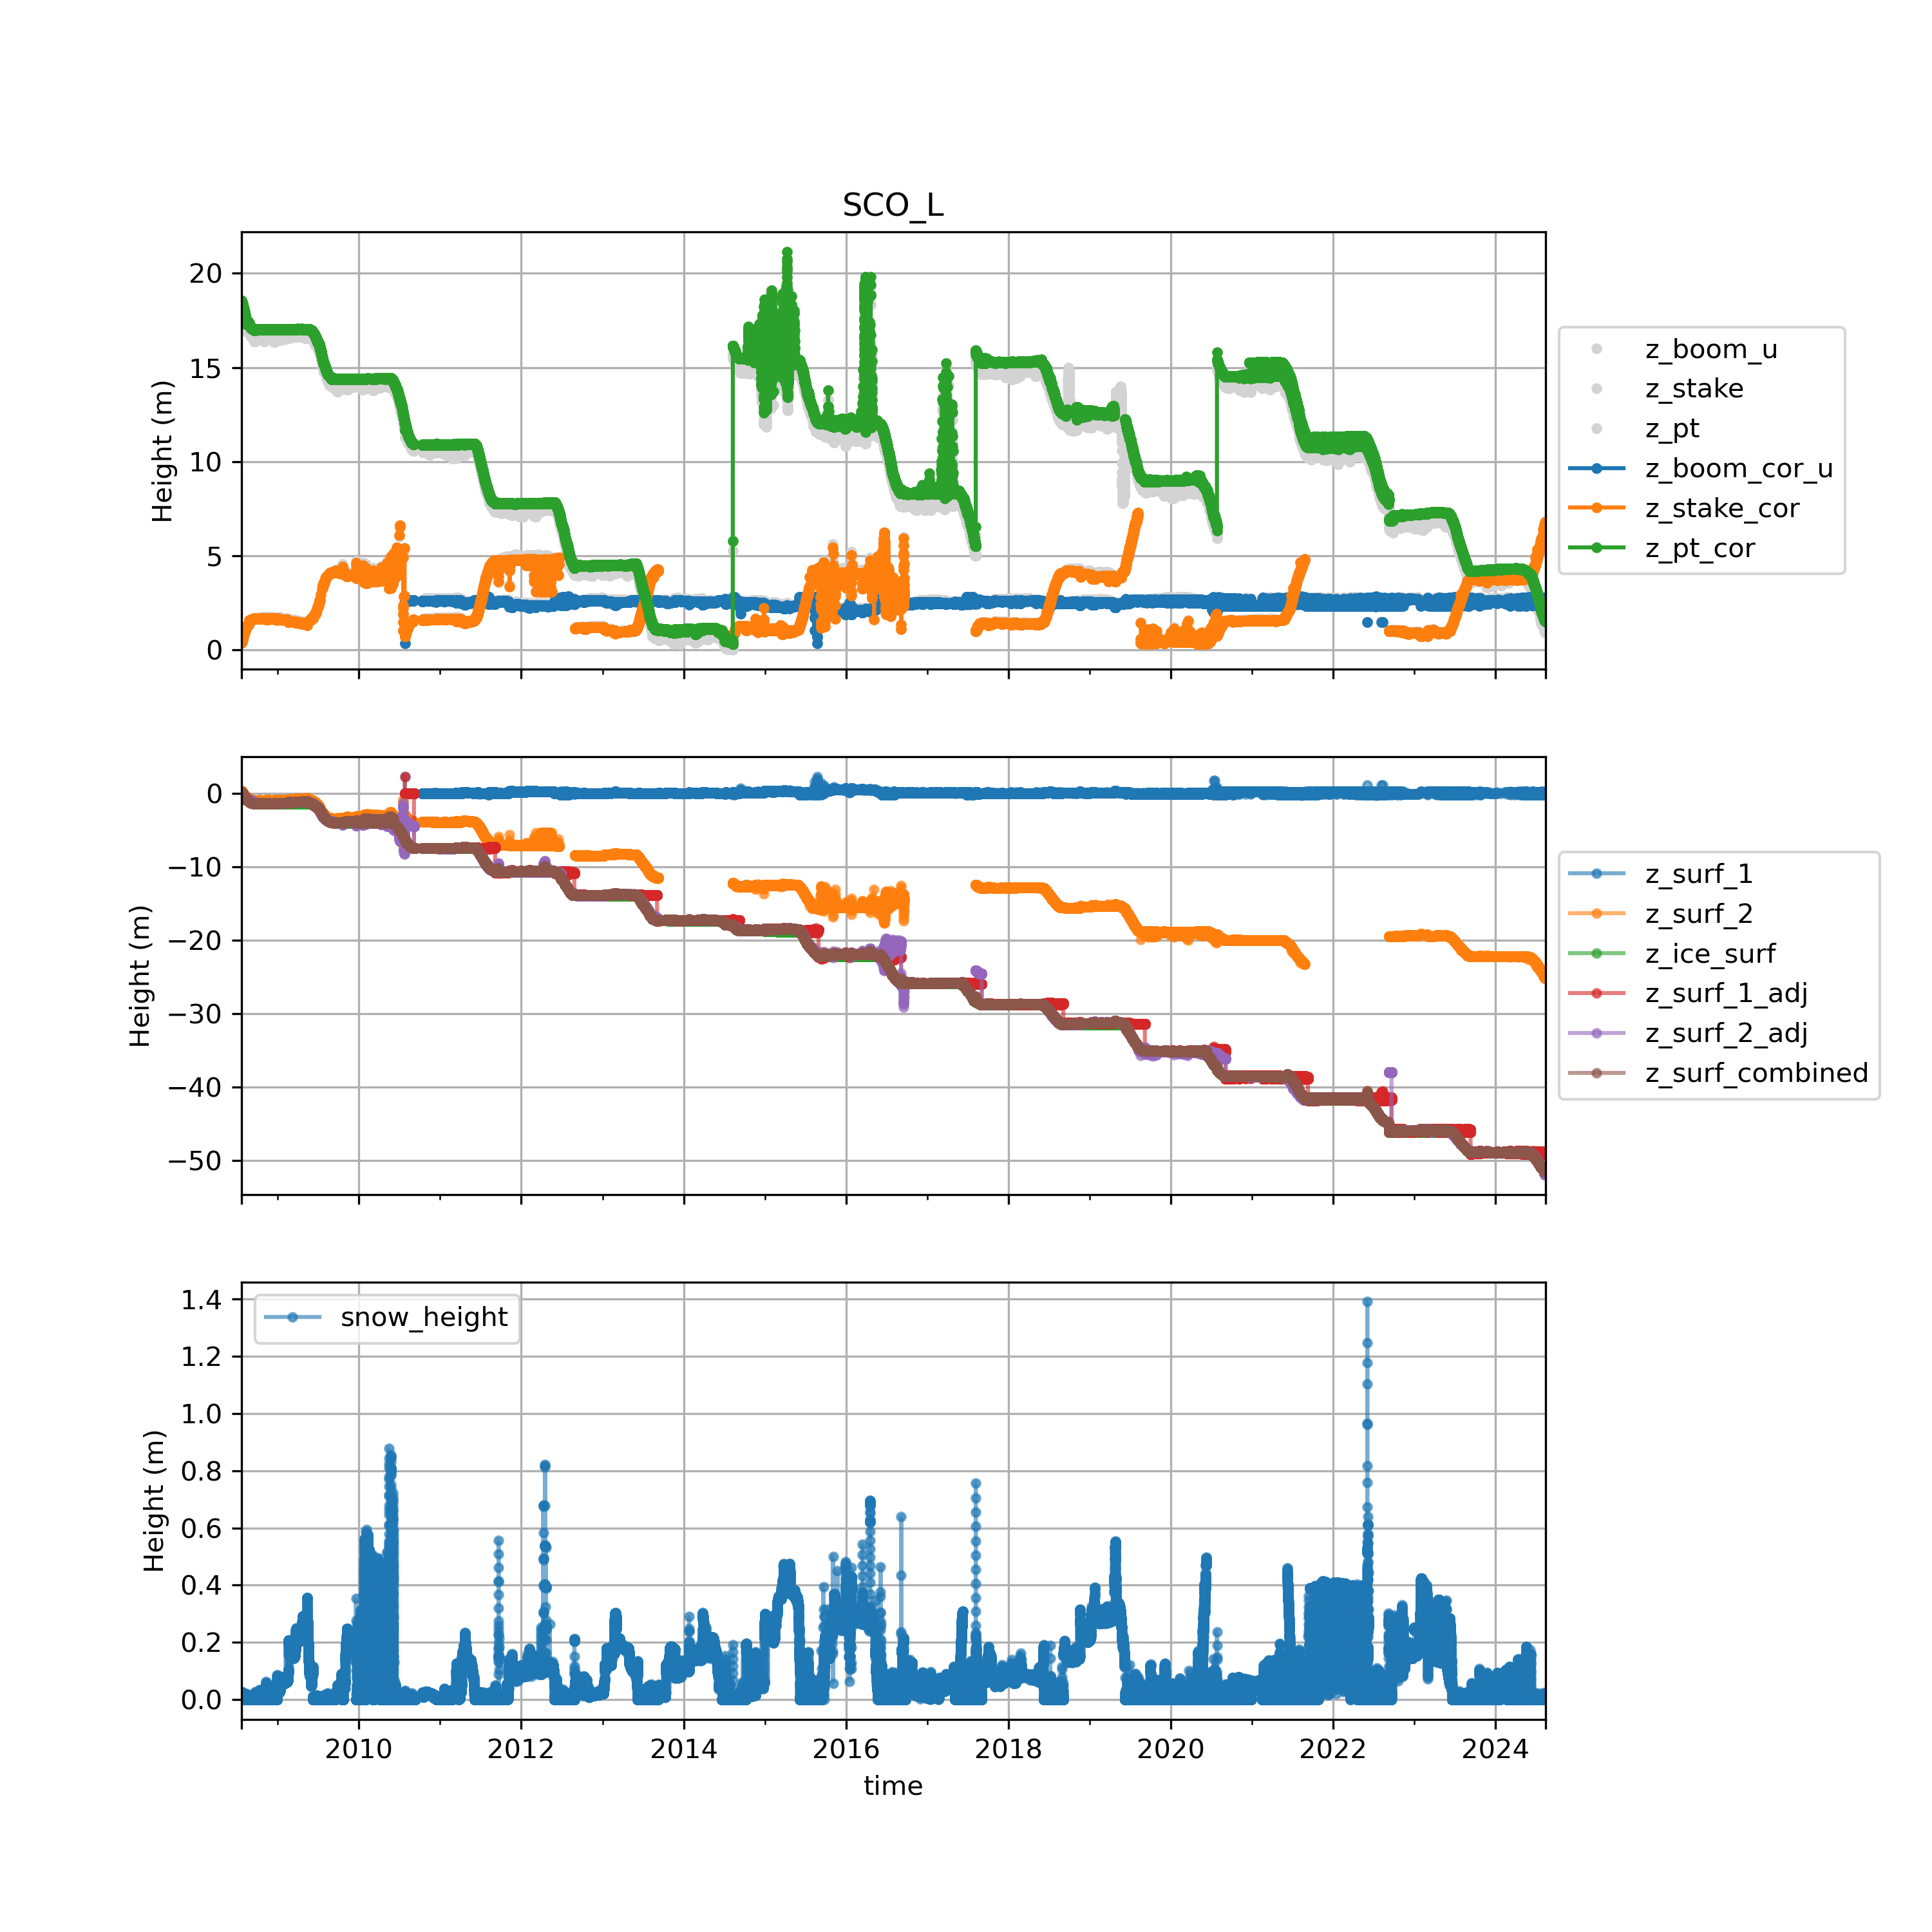 SCO_L
Height (m)
20
15
10
5
0
z_boom_u
z_stake
z_pt
z_boom_cor_u
z_stake_cor
z_pt_cor
Height (m)
0
−10
−20
−30
−40
−50
z_surf_1
z_surf_2
z_ice_surf
z_surf_1_adj
z_surf_2_adj
z_surf_combined
Height (m)
1.4
1.2
1.0
0.8
0.6
0.4
0.2
0.0
snow_height
2010 2012 2014 2016 2018 2020 2022 2024
time